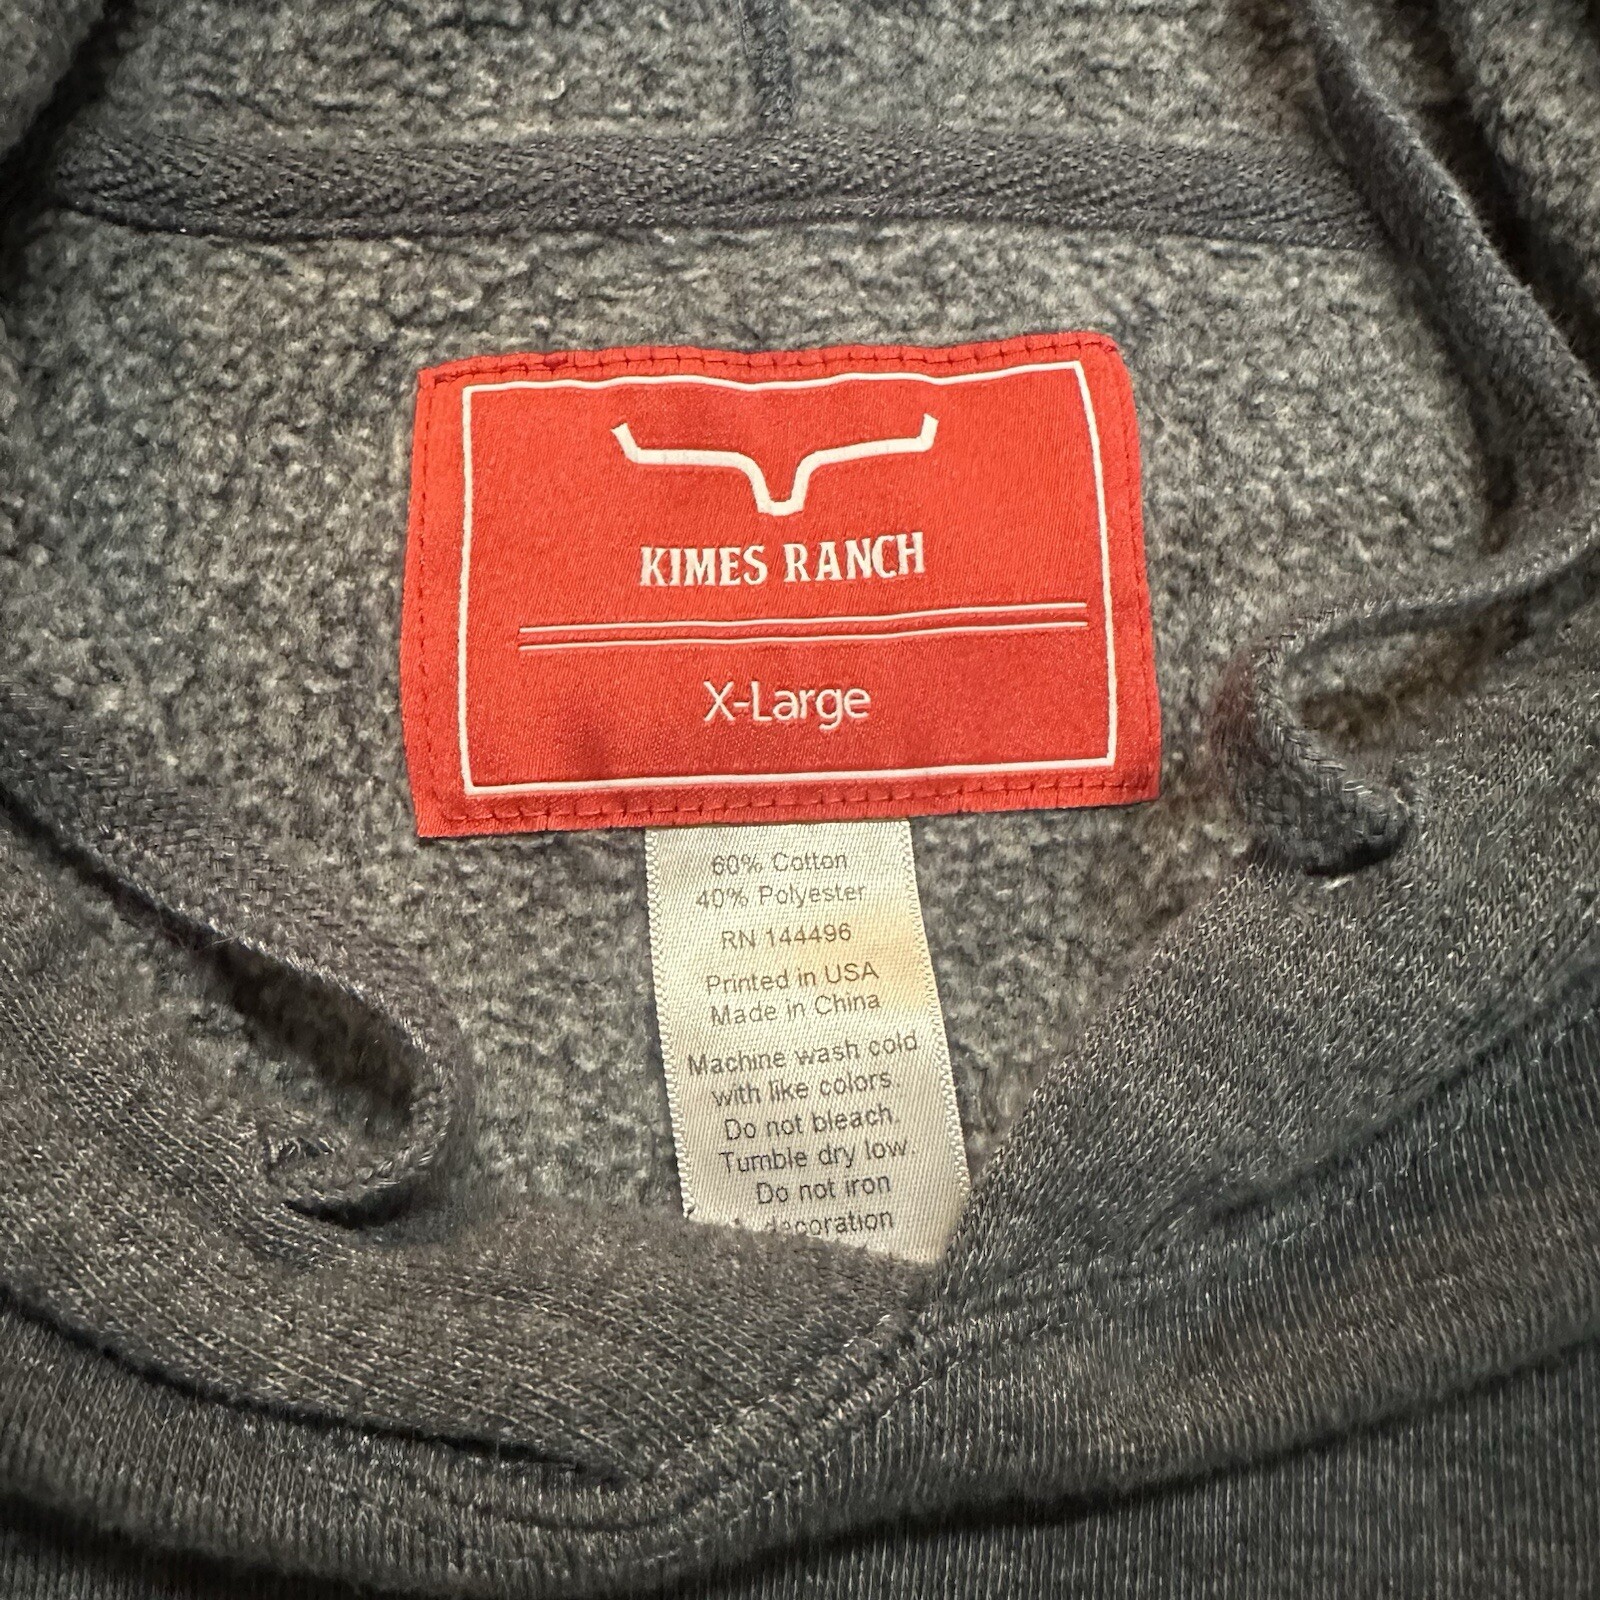 KIMES RANCH
X-Large
60% Cotton
40% Polyester
RN 144496
Printed in USA
Made in China
Machine wash cold
with like colors.
Do not bleach.
Tumble dry low.
Do not iron
decoration